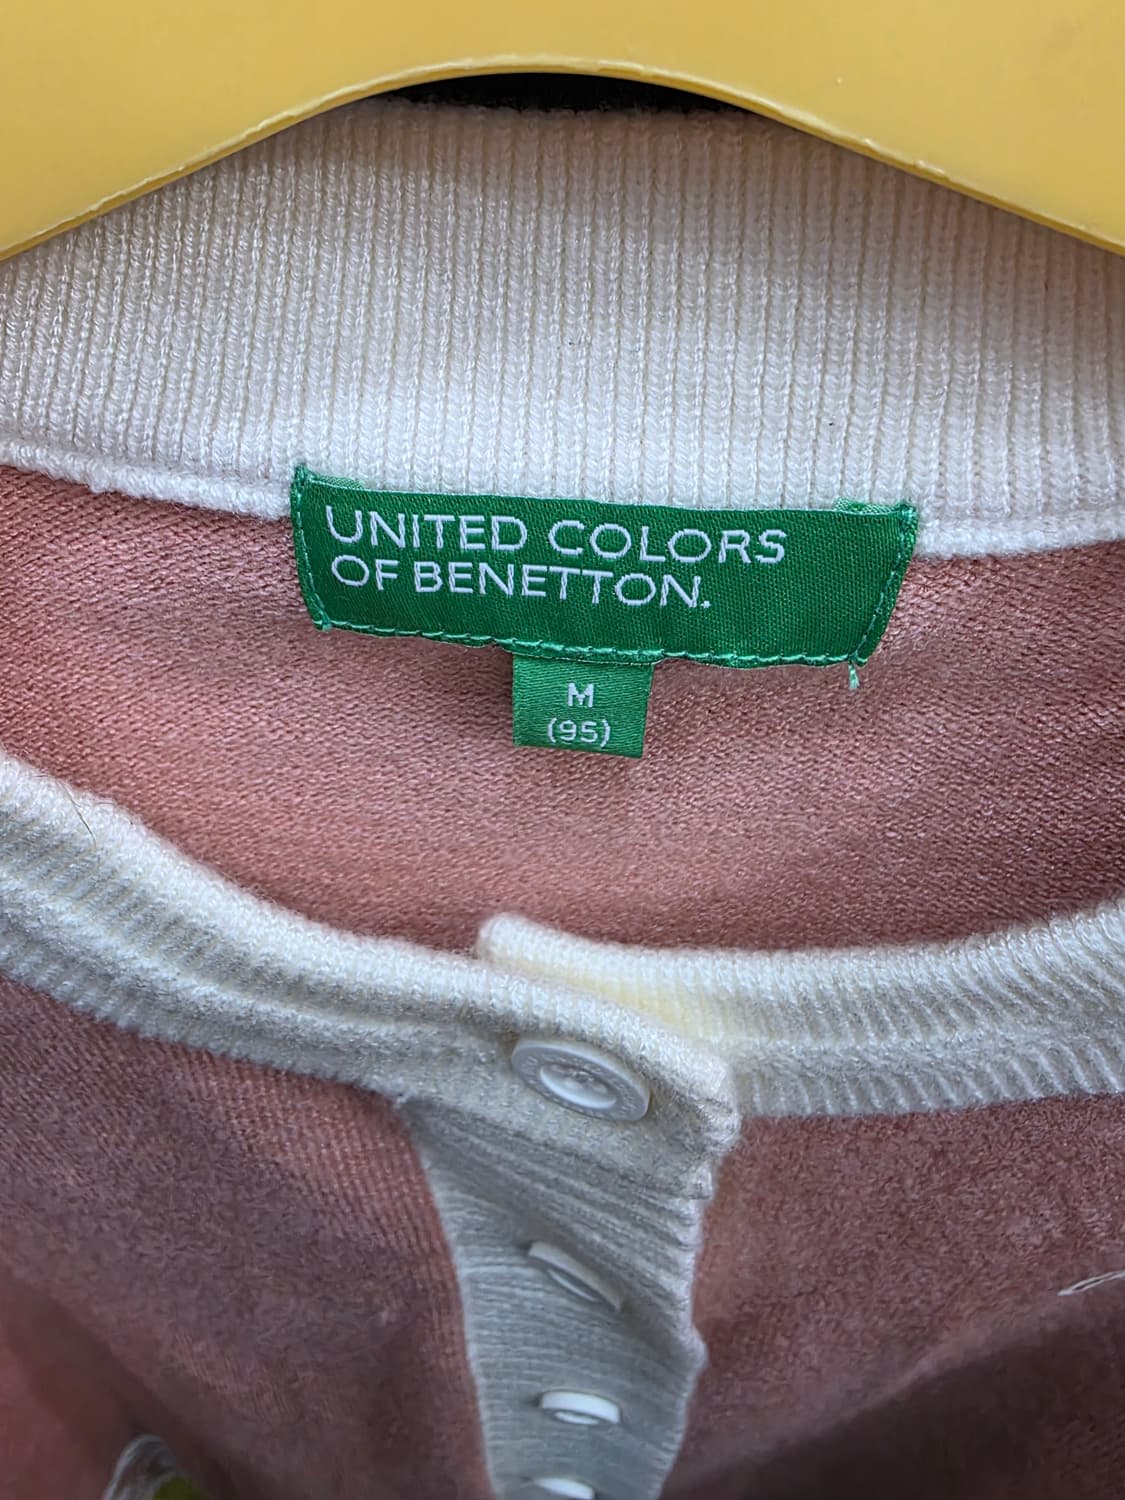 UNITED COLORS
OF BENETTON.
M
(95)